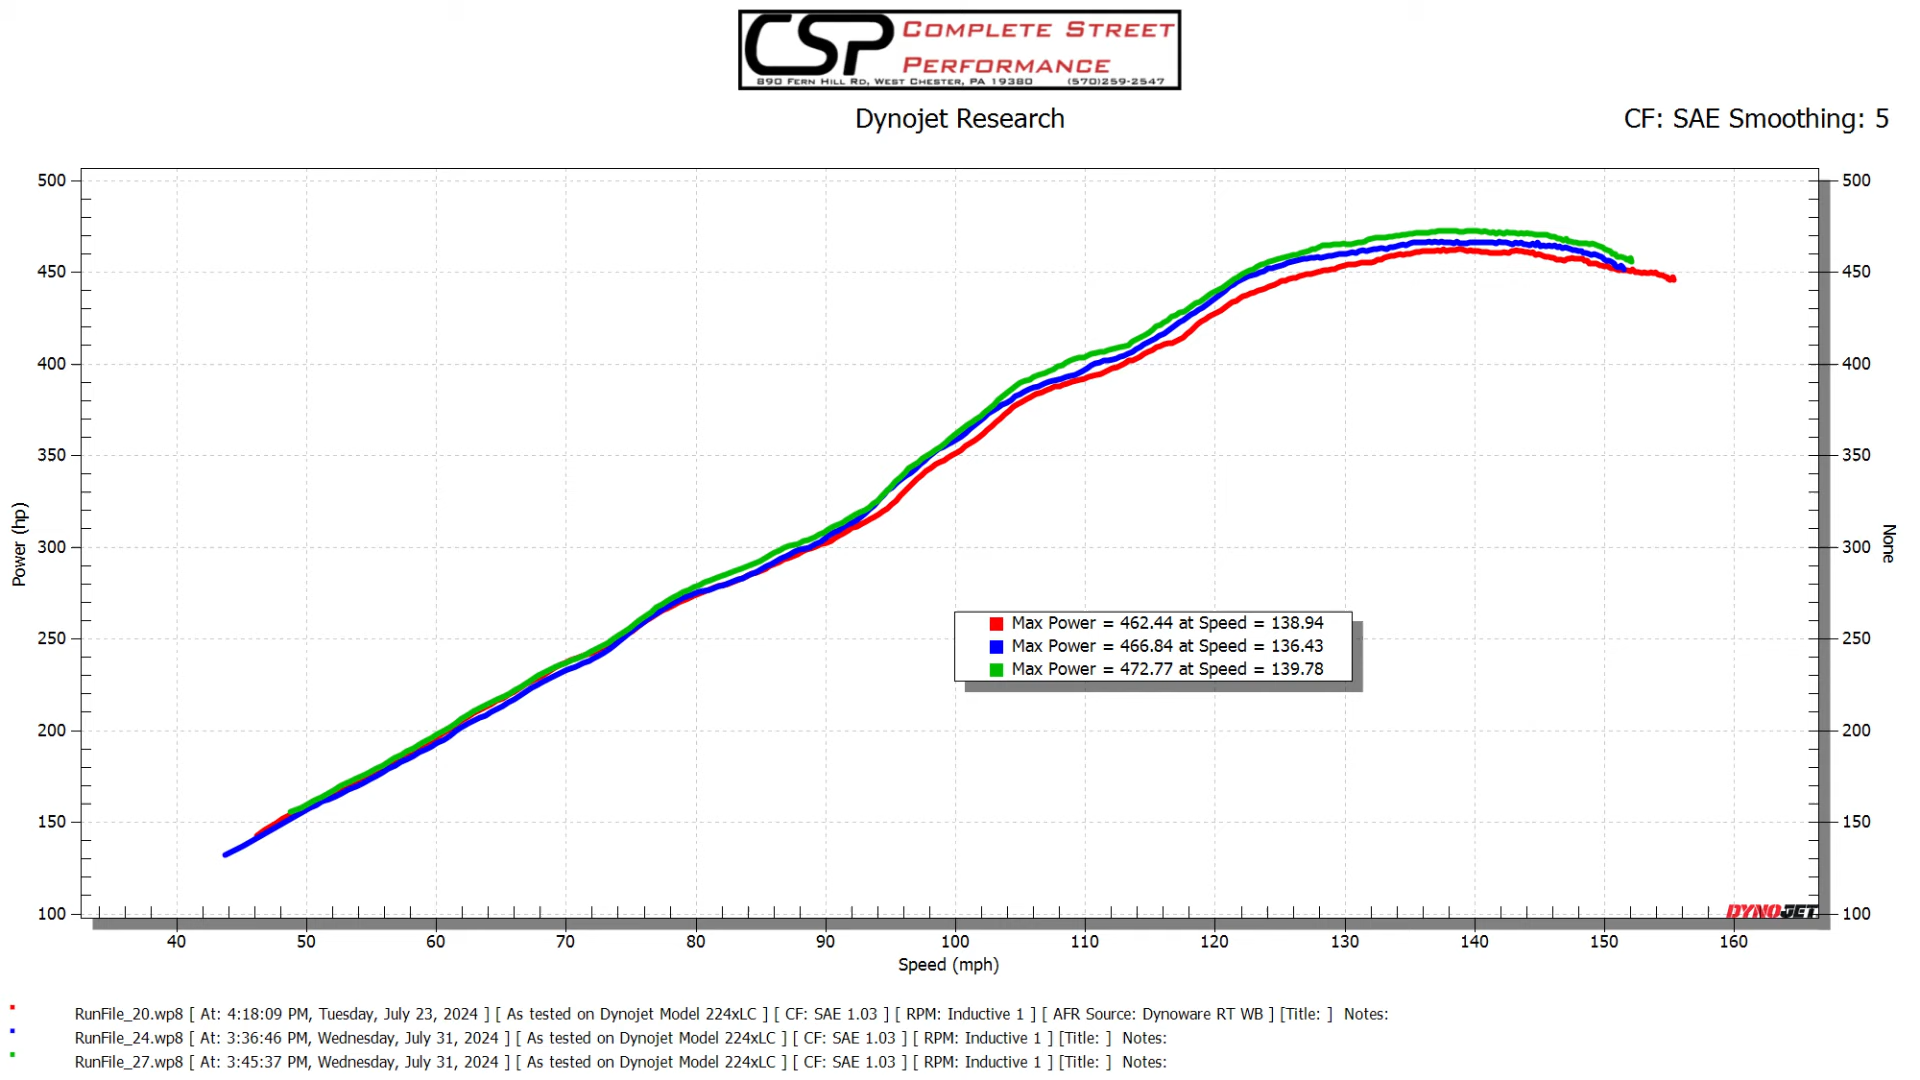 CSP COMPLETE STREET
PERFORMANCE
890 FERN HILL RD, WEST CHESTER, PA 19380 (570)259-2547
Dynojet Research
CF: SAE Smoothing: 5
500
450
400
350
300
250
200
150
100
Power (hp)
500
450
400
350
300
250
200
150
100
None
Max Power = 462.44 at Speed = 138.94
Max Power = 466.84 at Speed = 136.43
Max Power = 472.77 at Speed = 139.78
DYNOJET
40 50 60 70 80 90 100 110 120 130 140 150 160
Speed (mph)
RunFile_20.wp8 [ At: 4:18:09 PM, Tuesday, July 23, 2024 ] [ As tested on Dynojet Model 224xLC ] [ CF: SAE 1.03 ] [ RPM: Inductive 1 ] [ AFR Source: Dynoware RT WB ] [Title: ] Notes:
RunFile_24.wp8 [ At: 3:36:46 PM, Wednesday, July 31, 2024 ] [ As tested on Dynojet Model 224xLC ] [ CF: SAE 1.03 ] [ RPM: Inductive 1 ] [Title: ] Notes:
RunFile_27.wp8 [ At: 3:45:37 PM, Wednesday, July 31, 2024 ] [ As tested on Dynojet Model 224xLC ] [ CF: SAE 1.03 ] [ RPM: Inductive 1 ] [Title: ] Notes: